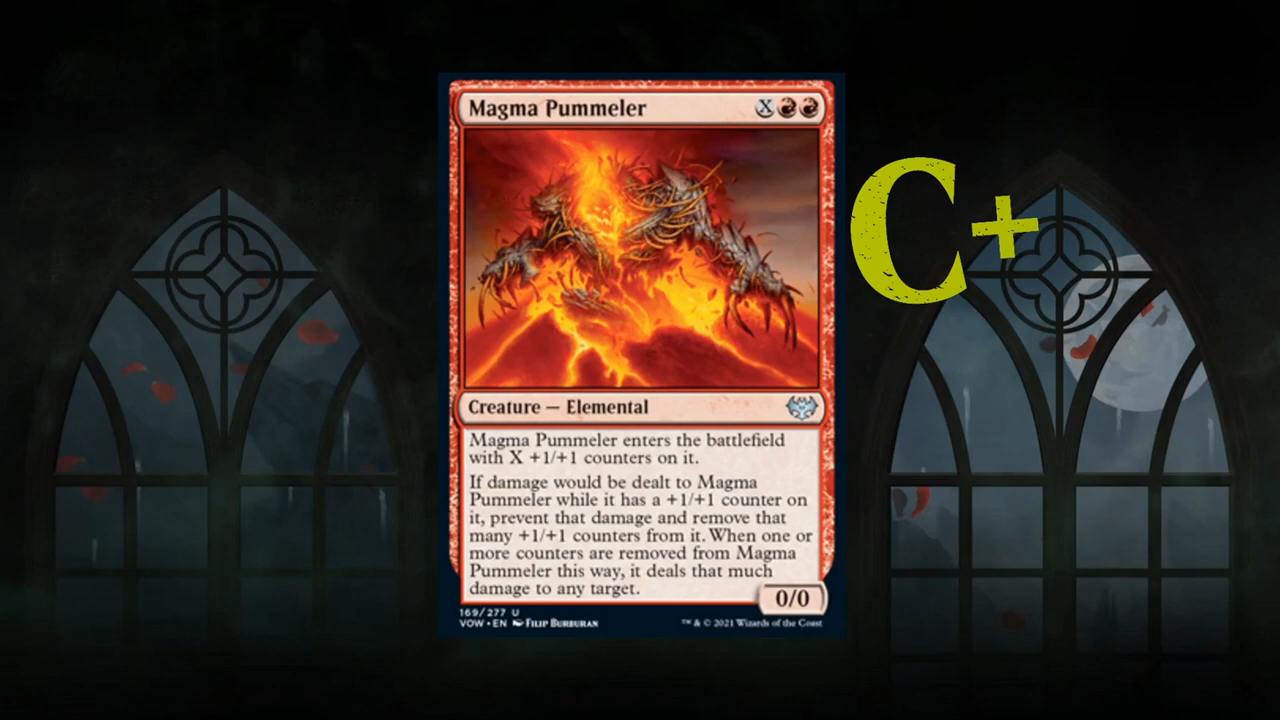 Magma Pummeler X
C+
Creature — Elemental
Magma Pummeler enters the battlefield
with X +1/+1 counters on it.
If damage would be dealt to Magma
Pummeler while it has a +1/+1 counter on
it, prevent that damage and remove that
many +1/+1 counters from it. When one or
more counters are removed from Magma
Pummeler this way, it deals that much
damage to any target.
0/0
169/277 U
VOW • EN Filip Burburan
™ & © 2021 Wizards of the Coast